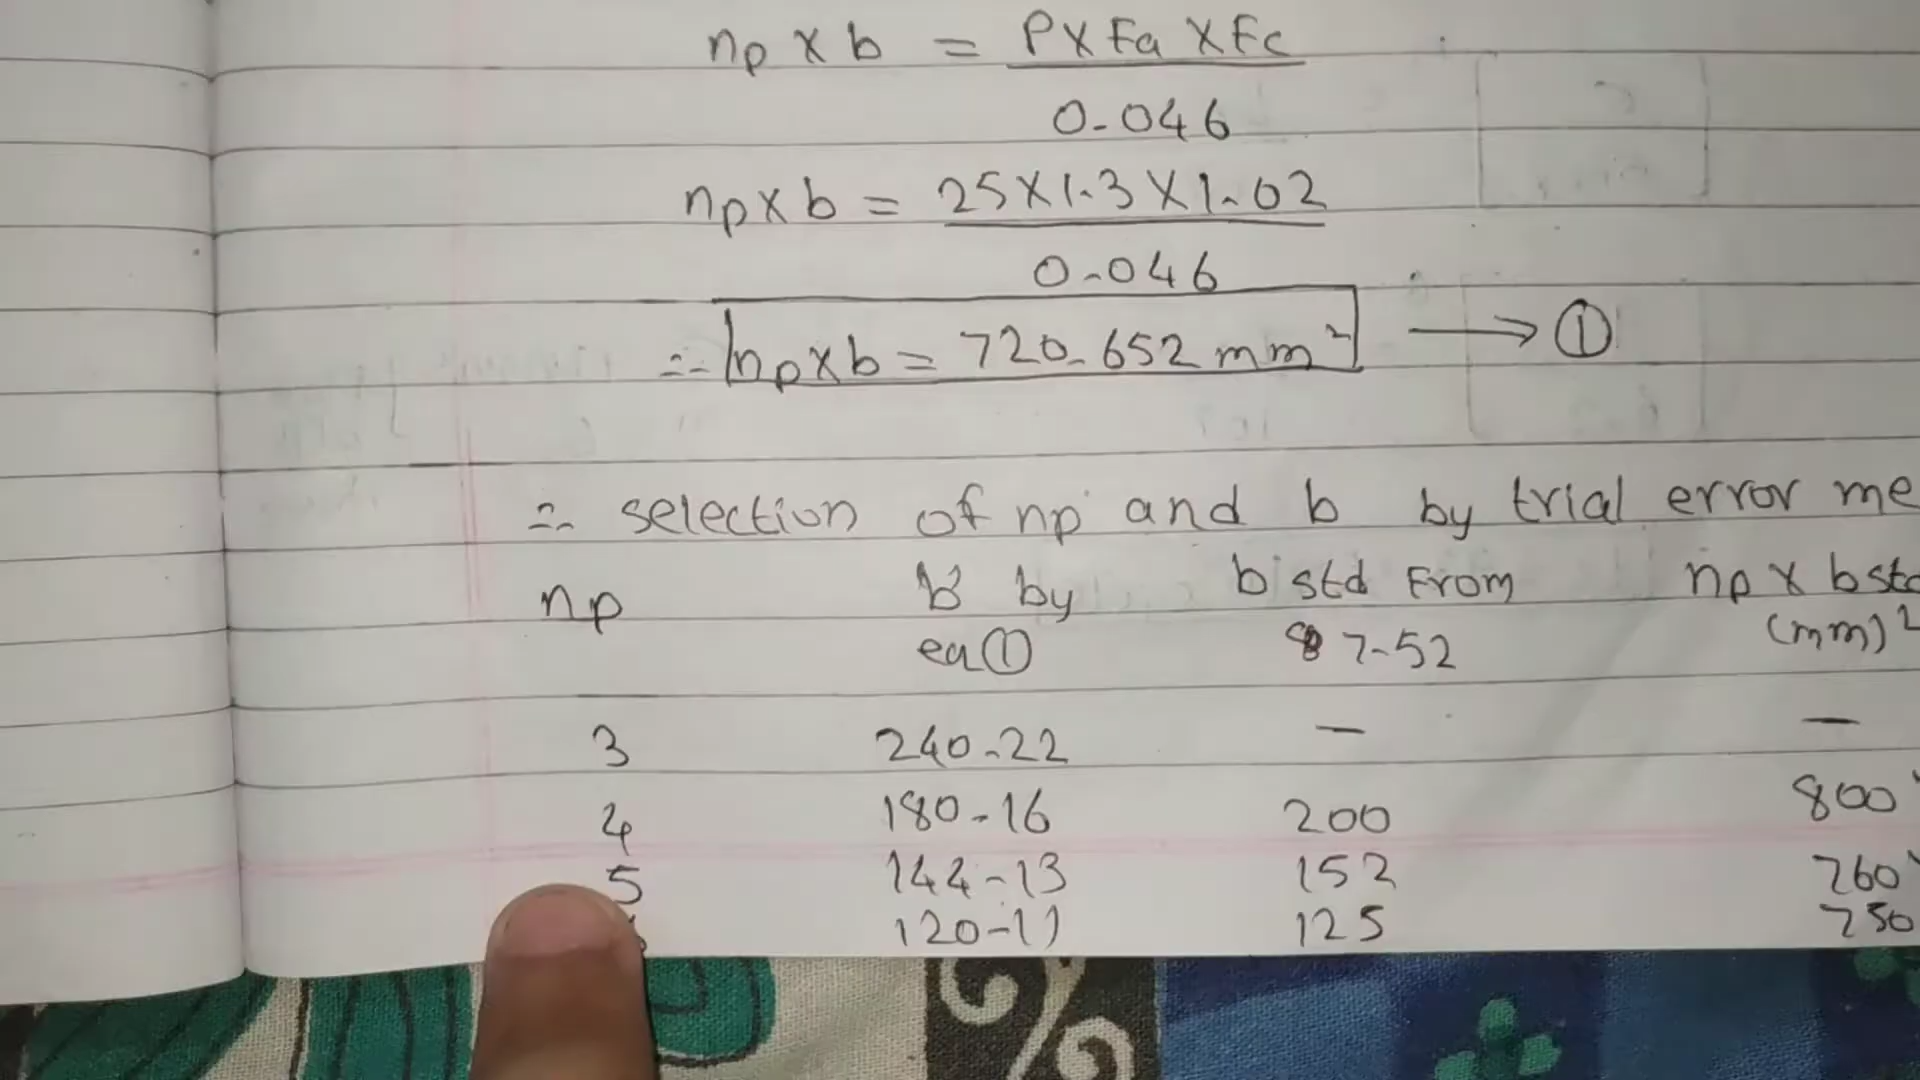 np × b = P × Fa × Fc
0.046
np × b = 25 × 1.3 × 1.02
0.046
∴ np × b = 720.652 mm² → ①
∴ selection of np and b by trial error me
np b by b std From np × b std
eq ① 7.52 (mm)²
3 240.22 — —
4 180.16 200 800
5 144.13 152 760
120.11 125 750